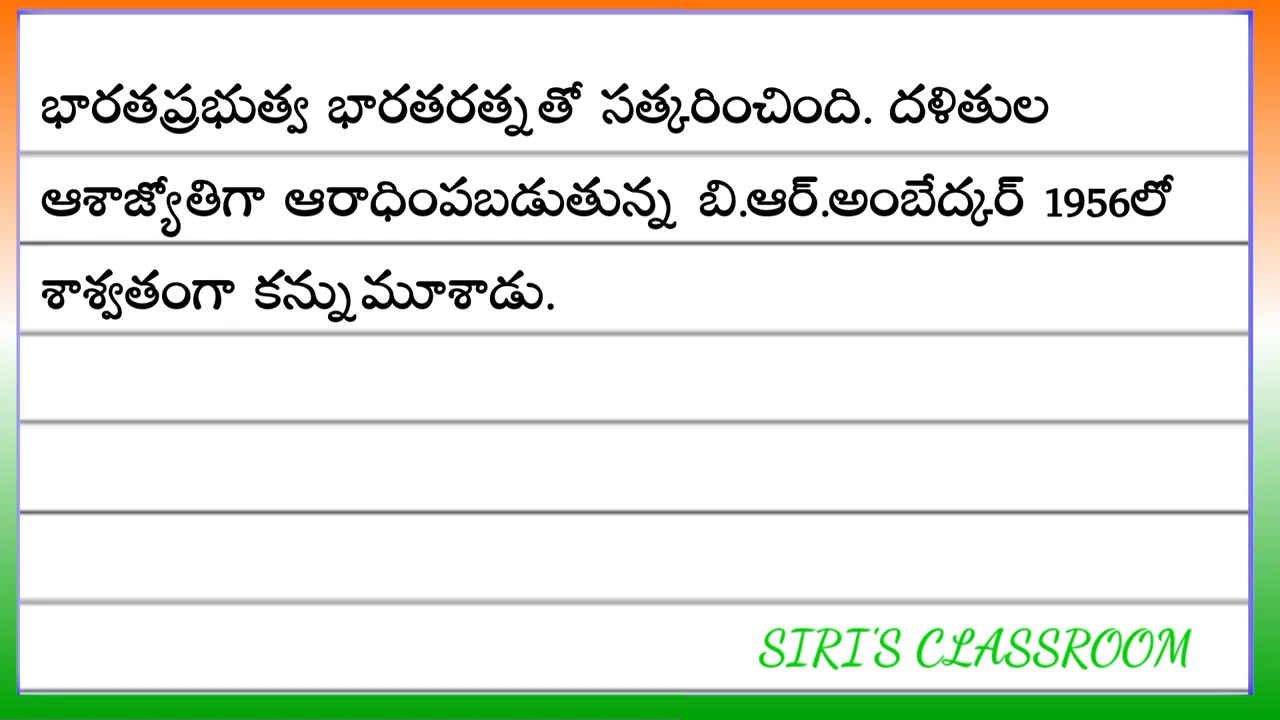 భారతప్రభుత్వ భారతరత్నతో సత్కరించింది. దళితుల
ఆశాజ్యోతిగా ఆరాధింపబడుతున్న బి.ఆర్.అంబేద్కర్ 1956లో
శాశ్వతంగా కన్నుమూశాడు.
SIRI'S CLASSROOM